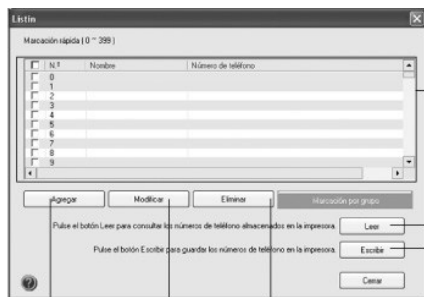 Listín
Marcación rápida ( 0 ~ 399 )
N.º Nombre Número de teléfono
0
1
2
3
4
5
6
7
8
9
Agregar Modificar Eliminar Marcación por grupo
Pulse el botón Leer para consultar los números de teléfono almacenados en la impresora. Leer
Pulse el botón Escribir para guardar los números de teléfono en la impresora. Escribir
Cerrar